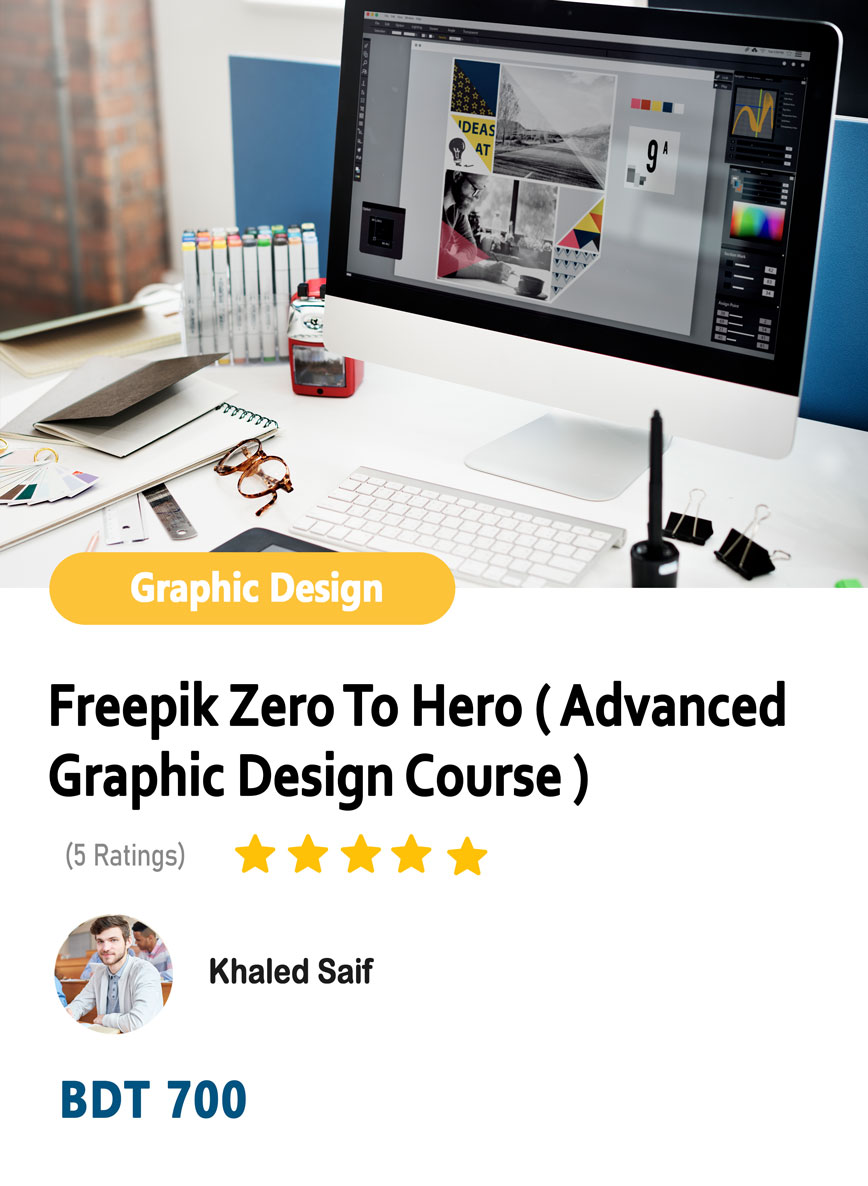 IDEAS
AT
9 A
Graphic Design
Freepik Zero To Hero ( Advanced
Graphic Design Course )
(5 Ratings)
Khaled Saif
BDT 700